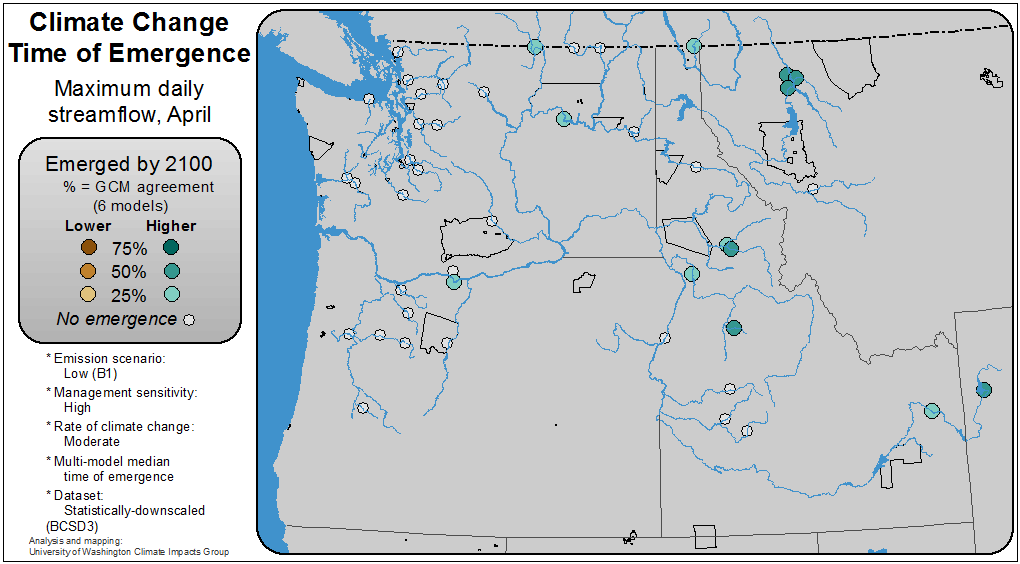 Climate Change
Time of Emergence
Maximum daily
streamflow, April
Emerged by 2100
% = GCM agreement
(6 models)
Lower Higher
75%
50%
25%
No emergence
* Emission scenario:
Low (B1)
* Management sensitivity:
High
* Rate of climate change:
Moderate
* Multi-model median
time of emergence
* Dataset:
Statistically-downscaled
(BCSD3)
Analysis and mapping:
University of Washington Climate Impacts Group